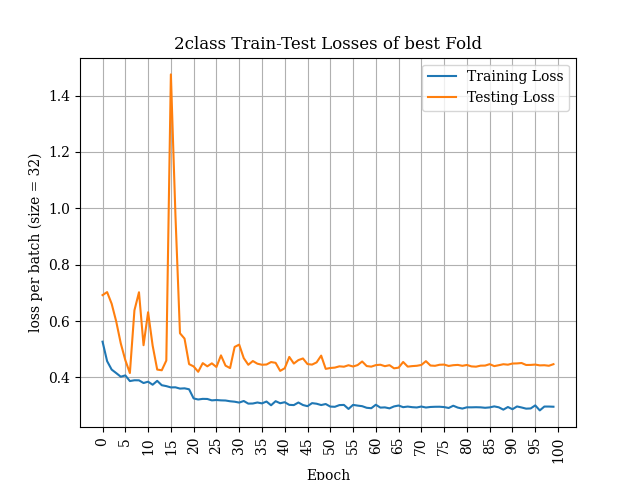 2class Train-Test Losses of best Fold
Training Loss
Testing Loss
loss per batch (size = 32)
1.4
1.2
1.0
0.8
0.6
0.4
0 5 10 15 20 25 30 35 40 45 50 55 60 65 70 75 80 85 90 95 100
Epoch